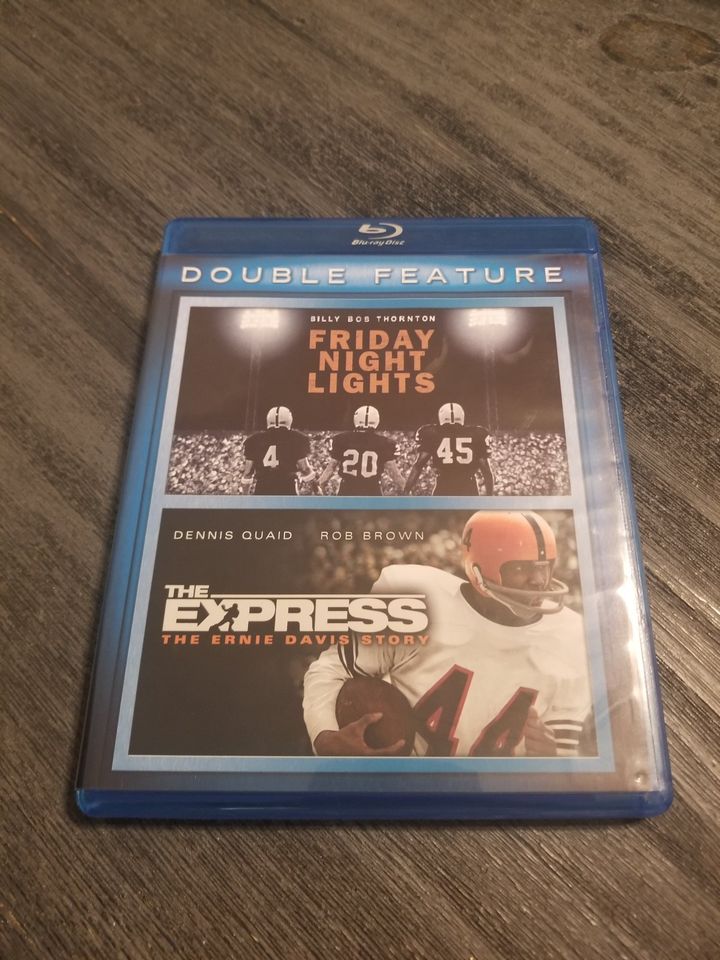 Blu-ray Disc
DOUBLE FEATURE
BILLY BOB THORNTON
FRIDAY
NIGHT
LIGHTS
4
20
45
DENNIS QUAID ROB BROWN
4
THE
EXPRESS
THE ERNIE DAVIS STORY
44